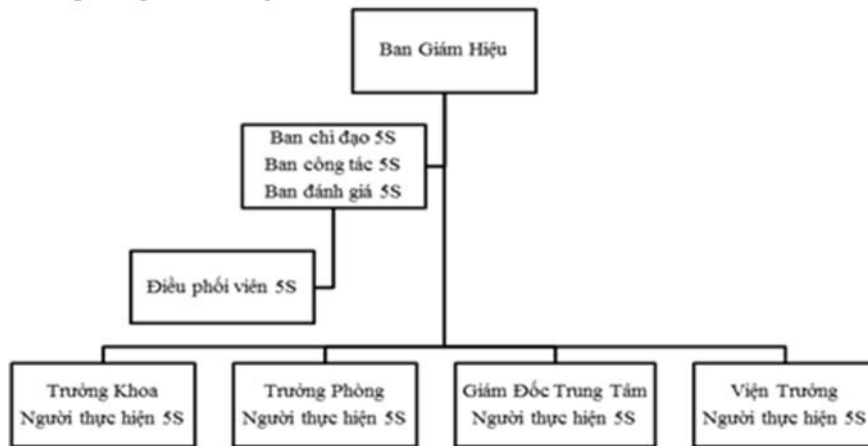 Ban Giám Hiệu
Ban chỉ đạo 5S
Ban công tác 5S
Ban đánh giá 5S
Điều phối viên 5S
Trưởng Khoa
Người thực hiện 5S
Trưởng Phòng
Người thực hiện 5S
Giám Đốc Trung Tâm
Người thực hiện 5S
Viện Trưởng
Người thực hiện 5S